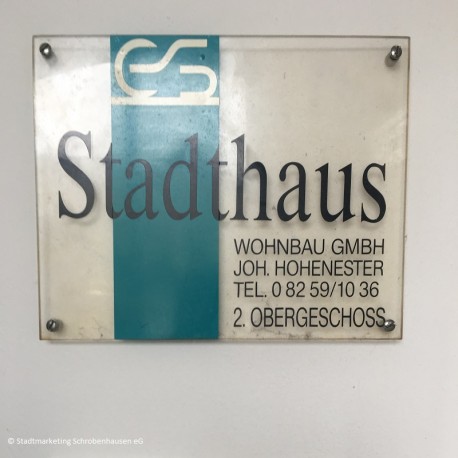 Stadthaus
WOHNBAU GMBH
JOH. HOHENESTER
TEL. 0 82 59/10 36
2. OBERGESCHOSS
© Stadtmarketing Schrobenhausen eG